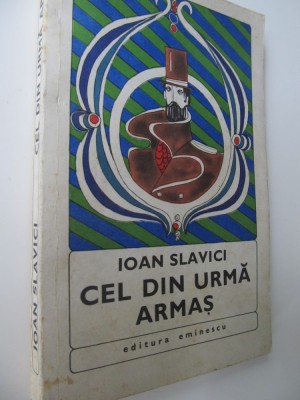 IOAN SLAVICI
CEL DIN URMĂ
ARMAȘ
editura eminescu
IOAN SLAVICI CEL DIN URMĂ